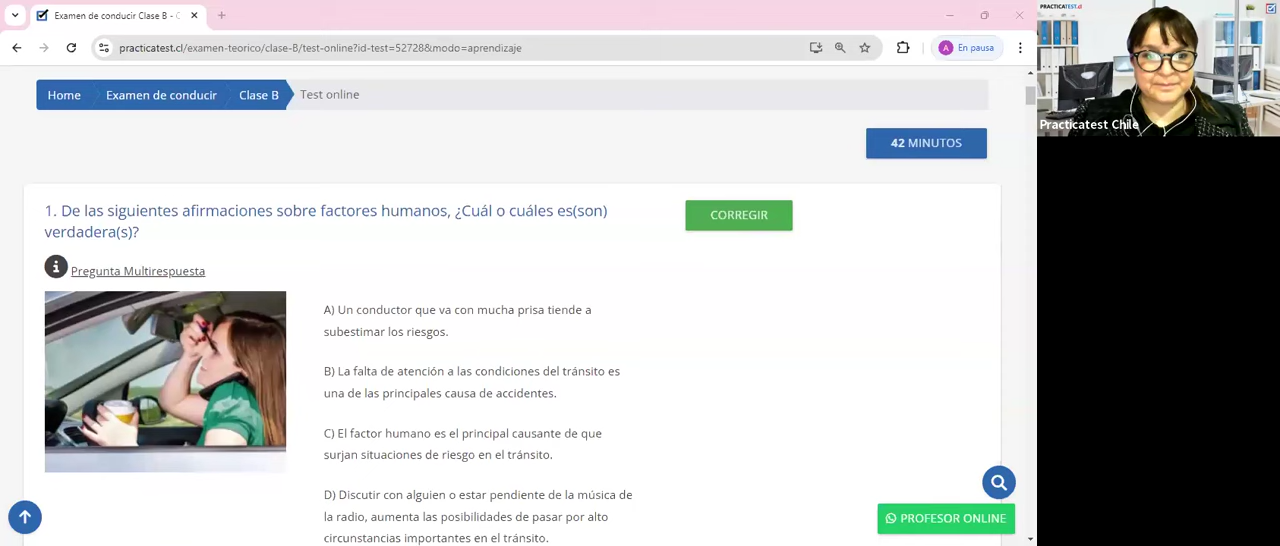 Examen de conducir Clase B - C
practicatest.cl/examen-teorico/clase-B/test-online?id-test=52728&modo=aprendizaje
A
En pausa
PRACTICATEST.cl
Practicatest Chile
Home
Examen de conducir
Clase B
Test online
42 MINUTOS
1. De las siguientes afirmaciones sobre factores humanos, ¿Cuál o cuáles es(son)
verdadera(s)?
CORREGIR
Pregunta Multirespuesta
A) Un conductor que va con mucha prisa tiende a
subestimar los riesgos.
B) La falta de atención a las condiciones del tránsito es
una de las principales causa de accidentes.
C) El factor humano es el principal causante de que
surjan situaciones de riesgo en el tránsito.
D) Discutir con alguien o estar pendiente de la música de
la radio, aumenta las posibilidades de pasar por alto
circunstancias importantes en el tránsito.
PROFESOR ONLINE